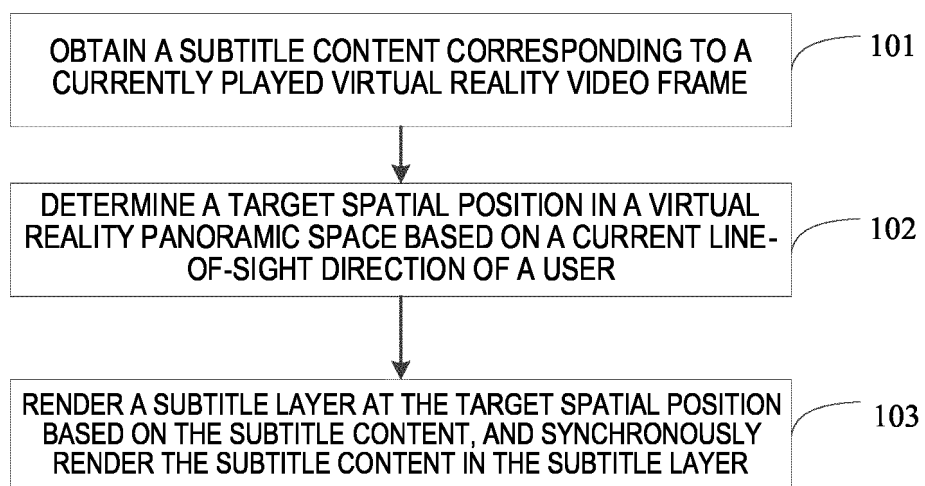 OBTAIN A SUBTITLE CONTENT CORRESPONDING TO A
CURRENTLY PLAYED VIRTUAL REALITY VIDEO FRAME
101
DETERMINE A TARGET SPATIAL POSITION IN A VIRTUAL
REALITY PANORAMIC SPACE BASED ON A CURRENT LINE-
OF-SIGHT DIRECTION OF A USER
102
RENDER A SUBTITLE LAYER AT THE TARGET SPATIAL POSITION
BASED ON THE SUBTITLE CONTENT, AND SYNCHRONOUSLY
RENDER THE SUBTITLE CONTENT IN THE SUBTITLE LAYER
103